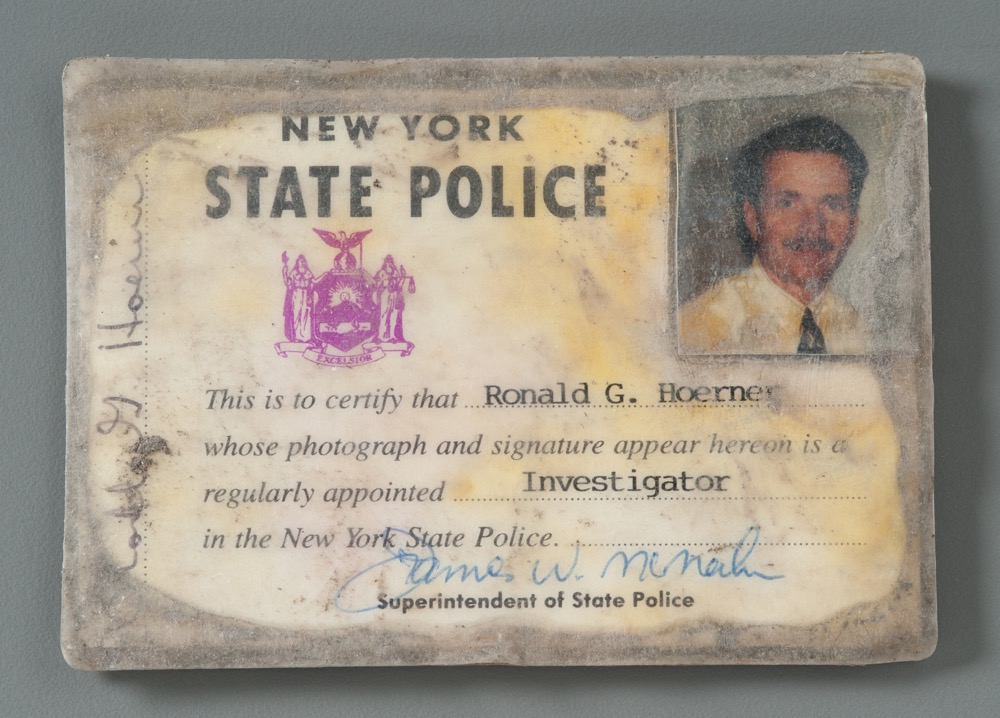 NEW YORK
STATE POLICE
EXCELSIOR
This is to certify that Ronald G. Hoerner
whose photograph and signature appear hereon is a
regularly appointed Investigator
in the New York State Police.
James W. McMahon
Superintendent of State Police
G. Hoerner